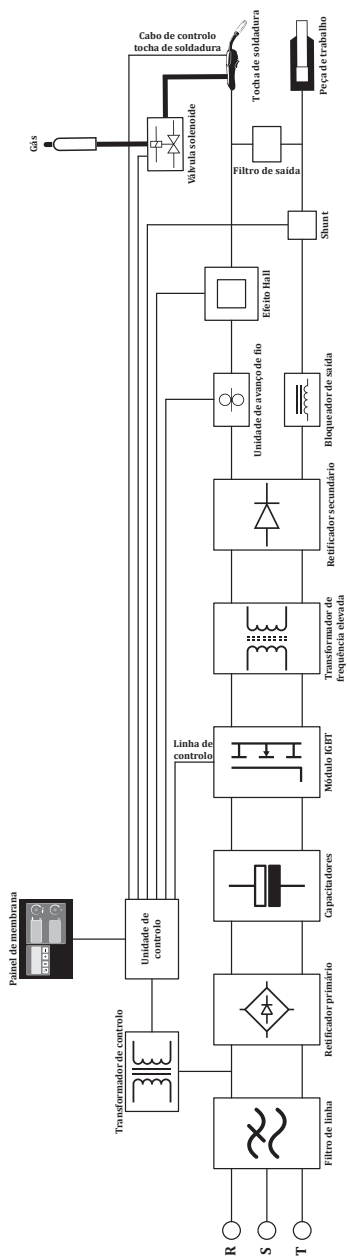 Cabo de controlo
tocha de soldadura
Gás
Válvula solenoide
Tocha de soldadura
Peça de trabalho
Filtro de saída
Shunt
Efeito Hall
Unidade de avanço de fio
Bloqueador de saída
Retificador secundário
Transformador de
frequência elevada
Linha de
controlo
Módulo IGBT
Capacitadores
Painel de membrana
Unidade de
controlo
Transformador de controlo
Retificador primário
Filtro de linha
R
S
T